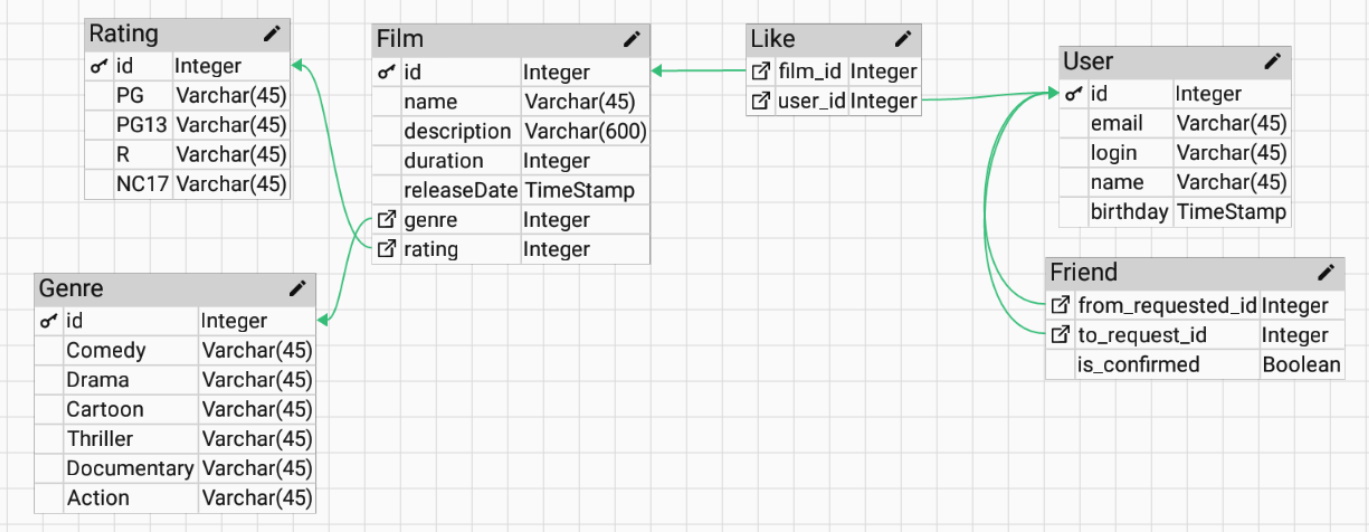 Rating
id Integer
PG Varchar(45)
PG13 Varchar(45)
R Varchar(45)
NC17 Varchar(45)
Film
id Integer
name Varchar(45)
description Varchar(600)
duration Integer
releaseDate TimeStamp
genre Integer
rating Integer
Like
film_id Integer
user_id Integer
User
id Integer
email Varchar(45)
login Varchar(45)
name Varchar(45)
birthday TimeStamp
Genre
id Integer
Comedy Varchar(45)
Drama Varchar(45)
Cartoon Varchar(45)
Thriller Varchar(45)
Documentary Varchar(45)
Action Varchar(45)
Friend
from_requested_id Integer
to_request_id Integer
is_confirmed Boolean